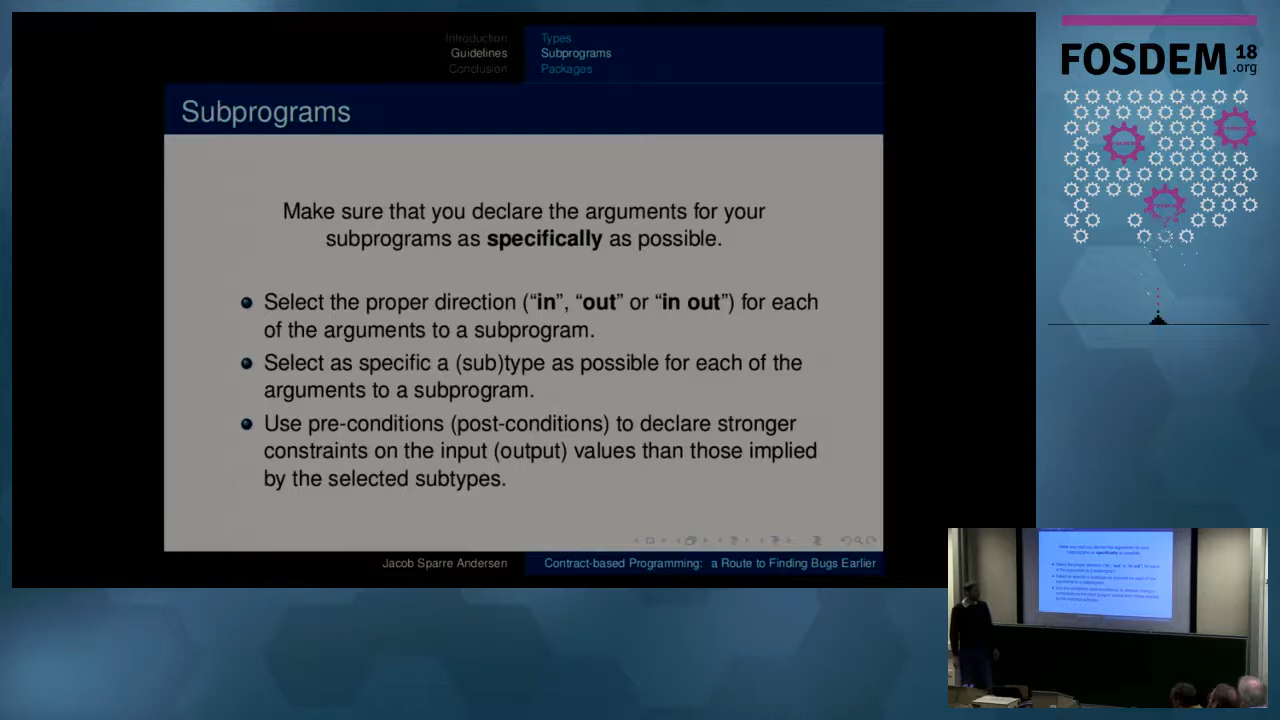 Introduction
Guidelines
Conclusion
Types
Subprograms
Packages
Subprograms
Make sure that you declare the arguments for your
subprograms as specifically as possible.
Select the proper direction (“in”, “out” or “in out”) for each
of the arguments to a subprogram.
Select as specific a (sub)type as possible for each of the
arguments to a subprogram.
Use pre-conditions (post-conditions) to declare stronger
constraints on the input (output) values than those implied
by the selected subtypes.
Jacob Sparre Andersen
Contract-based Programming: a Route to Finding Bugs Earlier
FOSDEM 18
.org